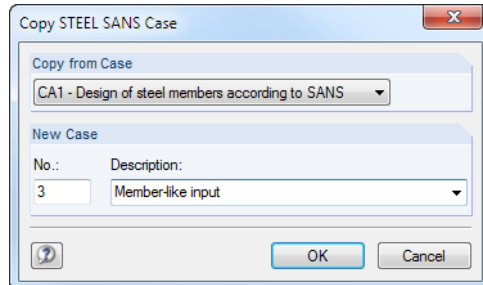 Copy STEEL SANS Case
Copy from Case
CA1 - Design of steel members according to SANS
New Case
No.: Description:
3 Member-like input
OK Cancel